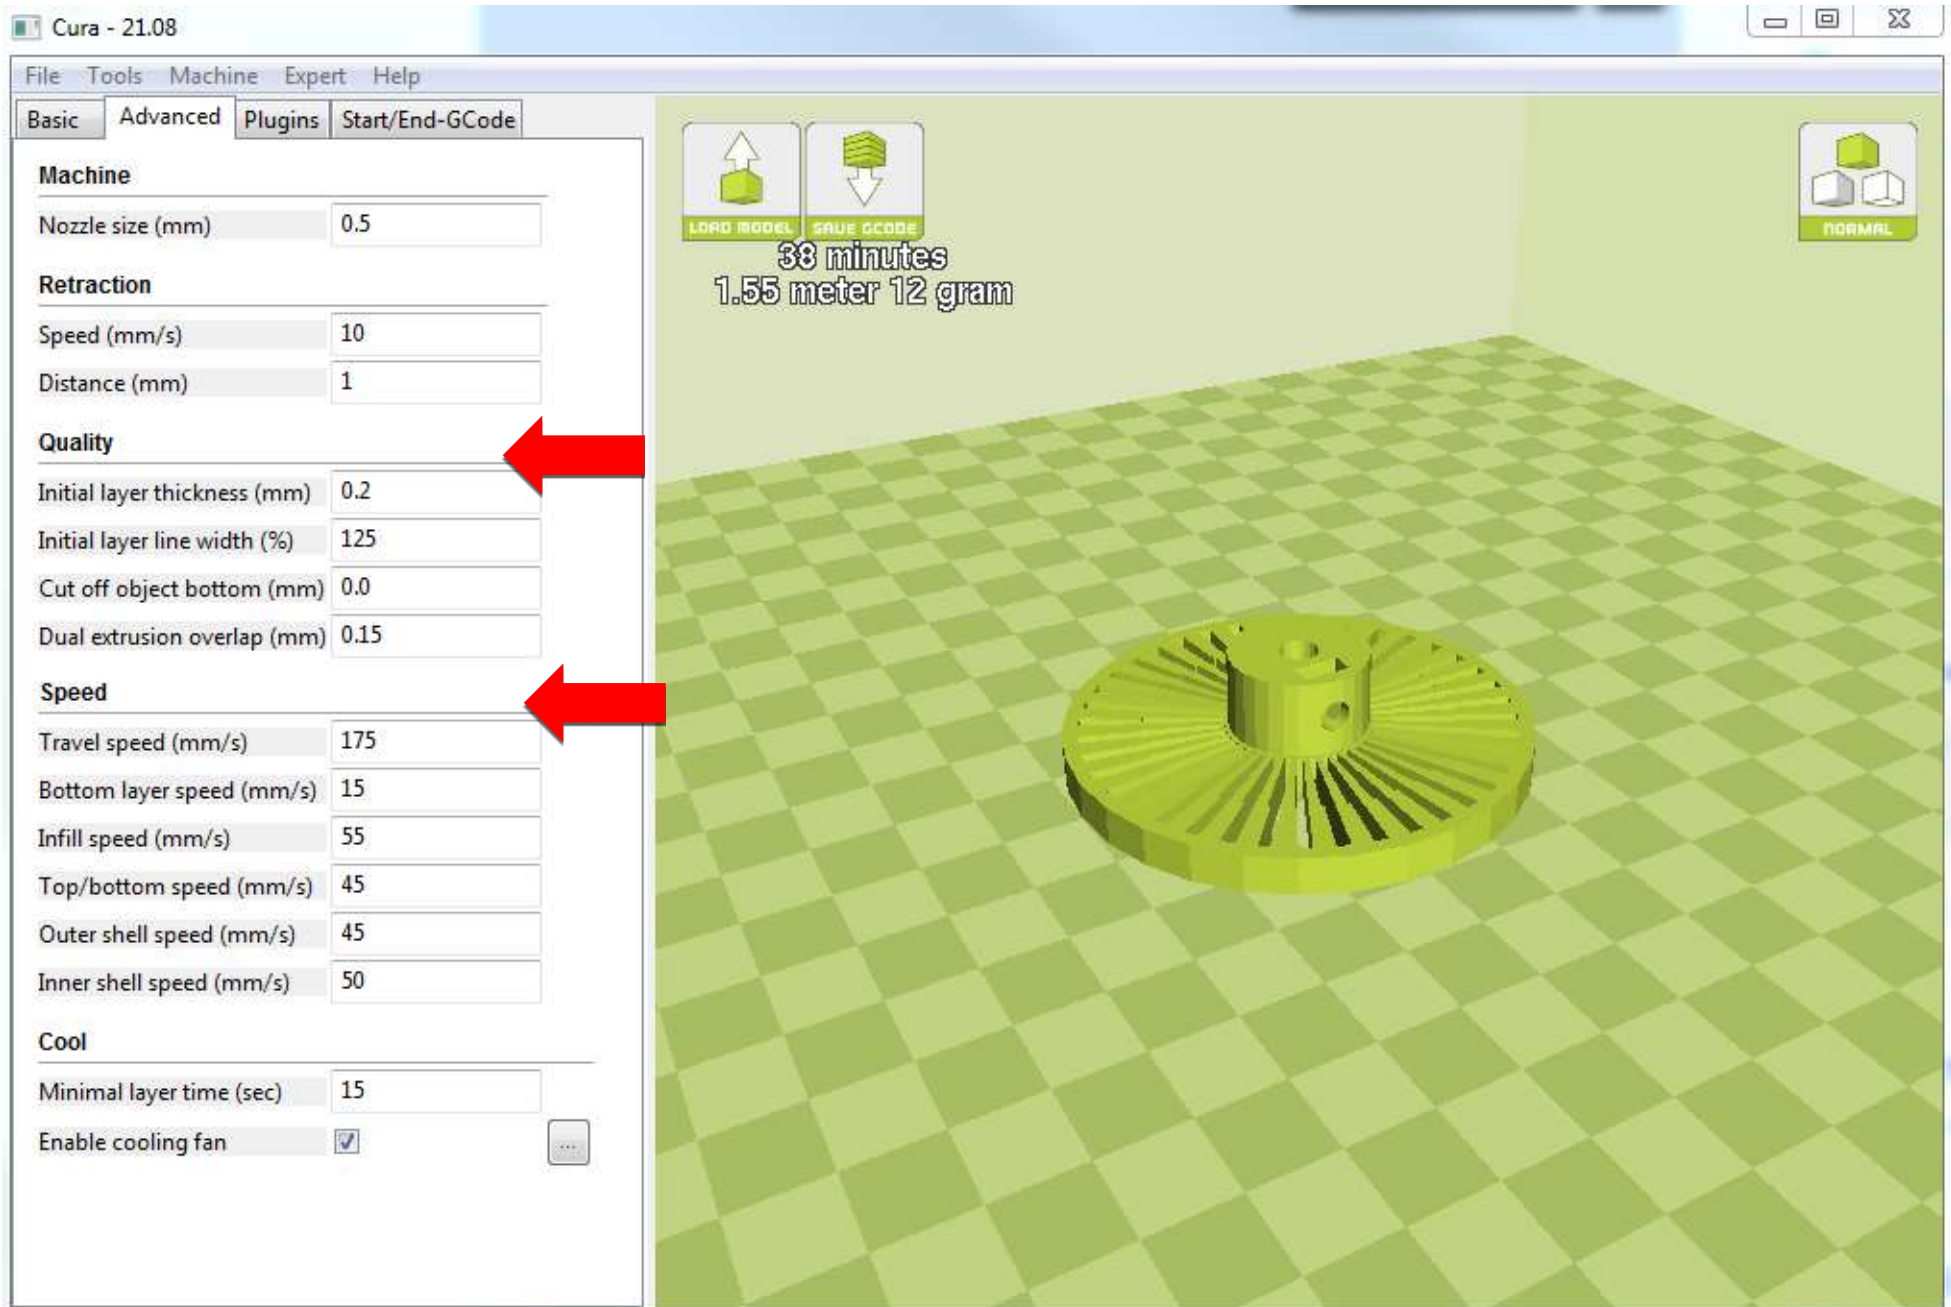 Cura - 21.08
File Tools Machine Expert Help
Basic Advanced Plugins Start/End-GCode
Machine
Nozzle size (mm) 0.5
Retraction
Speed (mm/s) 10
Distance (mm) 1
Quality
Initial layer thickness (mm) 0.2
Initial layer line width (%) 125
Cut off object bottom (mm) 0.0
Dual extrusion overlap (mm) 0.15
Speed
Travel speed (mm/s) 175
Bottom layer speed (mm/s) 15
Infill speed (mm/s) 55
Top/bottom speed (mm/s) 45
Outer shell speed (mm/s) 45
Inner shell speed (mm/s) 50
Cool
Minimal layer time (sec) 15
Enable cooling fan ...
LOAD MODEL SAVE GCODE
38 minutes
1.55 meter 12 gram
NORMAL